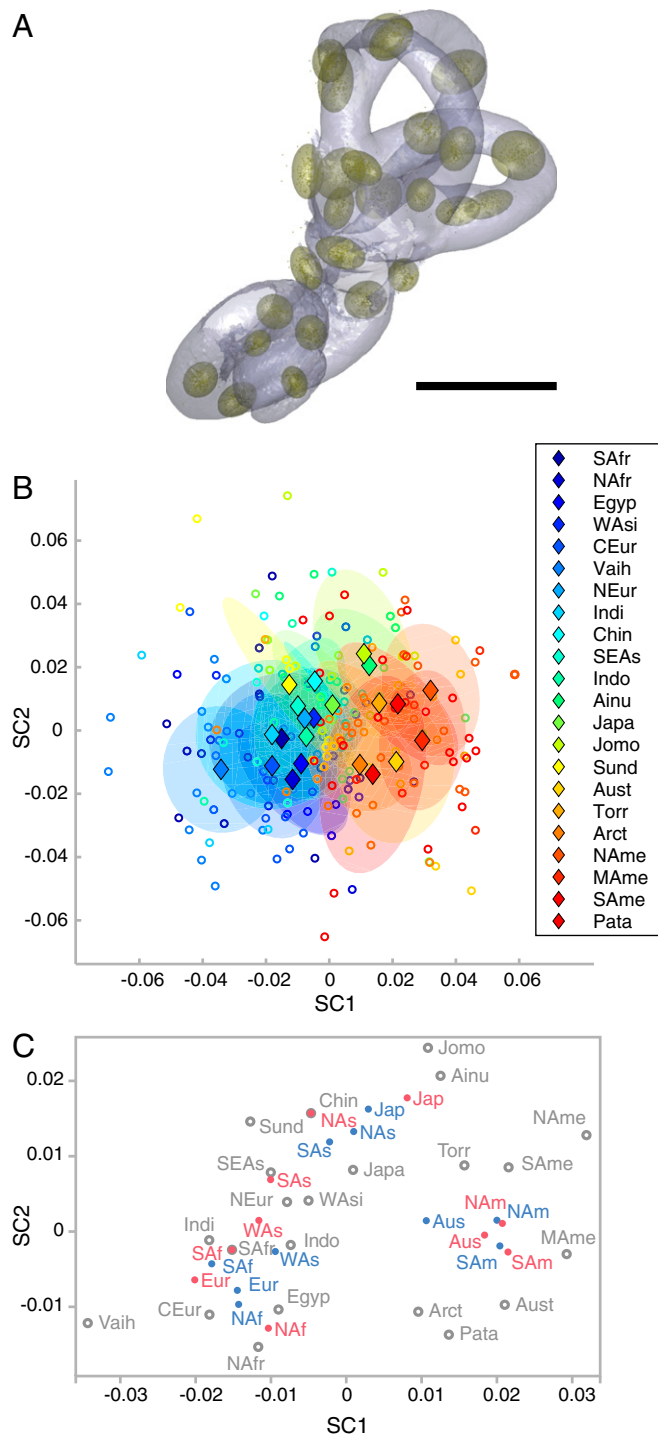 A
B
SAfr
NAfr
Egyp
WAsi
CEur
Vaih
NEur
Indi
Chin
SEAs
Indo
Ainu
Japa
Jomo
Sund
Aust
Torr
Arct
NAme
MAme
SAme
Pata
0.06
0.04
0.02
0
-0.02
-0.04
-0.06
SC2
-0.06
-0.04
-0.02
0
0.02
0.04
0.06
SC1
C
Jomo
Ainu
Chin
Jap
Jap
NAs
Sund
NAs
SAs
NAme
Torr
SEAs
SAs
Japa
SAme
NEur
WAsi
NAm
Aus
NAm
WAs
Indi
Indo
Aus
MAme
SAf
SAfr
WAs
SAm
SAm
SAf
Eur
Eur
CEur
NAf
Egyp
Arct
Aust
Vaih
NAf
Pata
NAfr
0.02
0.01
0
-0.01
SC2
-0.03
-0.02
-0.01
0
0.01
0.02
0.03
SC1